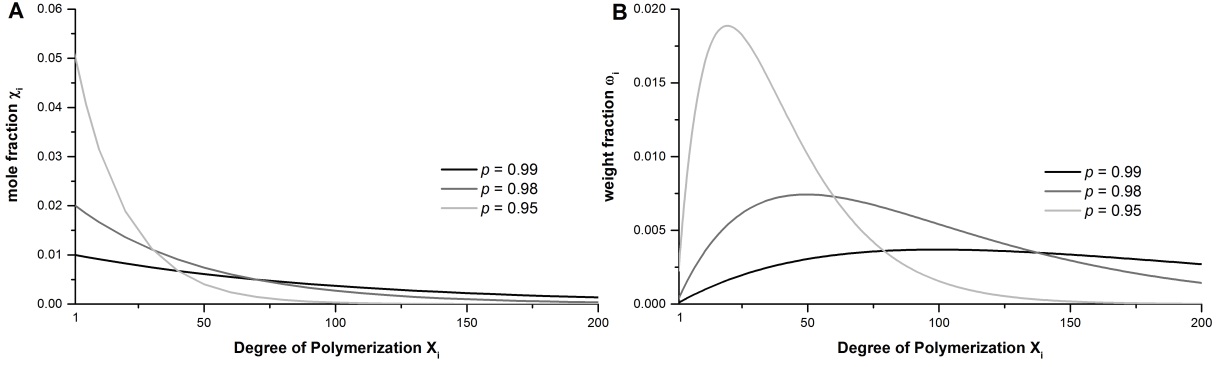 A
0.06
0.05
0.04
0.03
0.02
0.01
0.00
mole fraction χi
p = 0.99
p = 0.98
p = 0.95
1
50
100
150
200
Degree of Polymerization Xi
B
0.020
0.015
0.010
0.005
0.000
weight fraction ωi
p = 0.99
p = 0.98
p = 0.95
1
50
100
150
200
Degree of Polymerization Xi